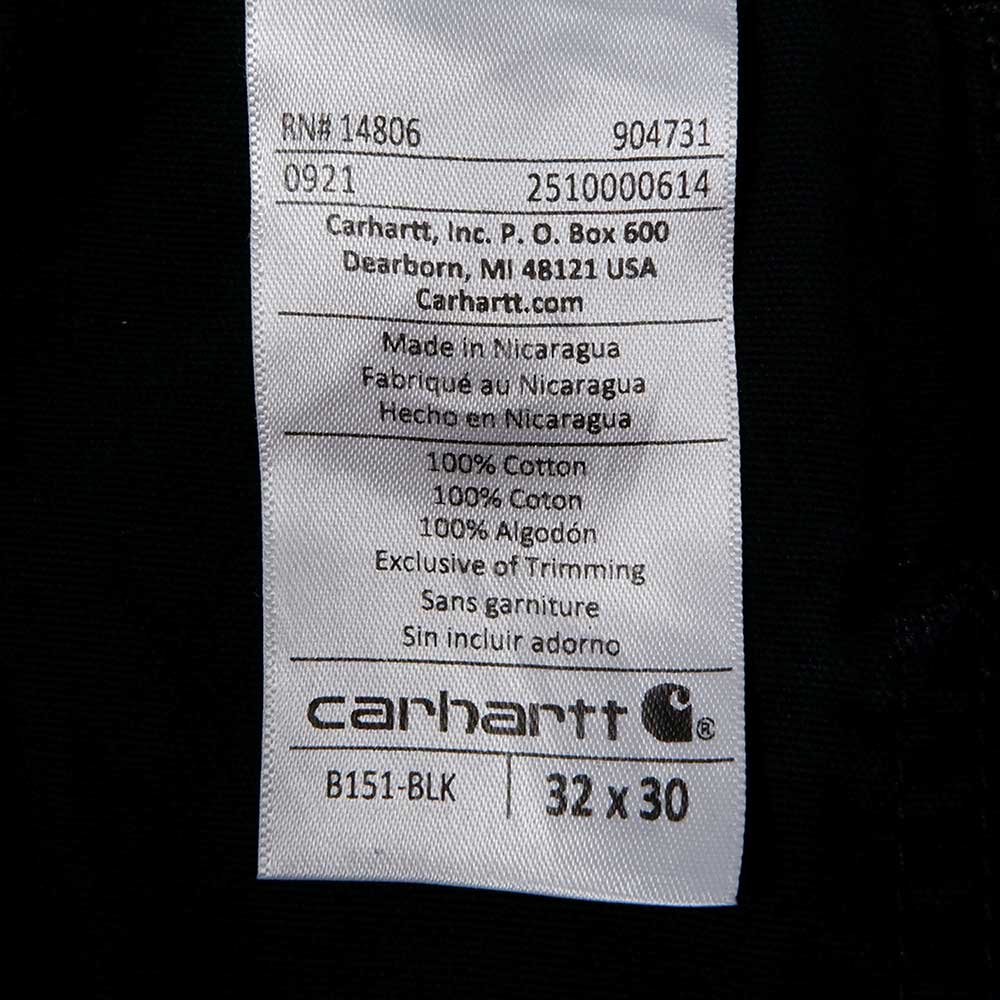 RN# 14806 904731
0921 2510000614
Carhartt, Inc. P. O. Box 600
Dearborn, MI 48121 USA
Carhartt.com
Made in Nicaragua
Fabriqué au Nicaragua
Hecho en Nicaragua
100% Cotton
100% Coton
100% Algodón
Exclusive of Trimming
Sans garniture
Sin incluir adorno
carhartt ®
B151-BLK 32 x 30